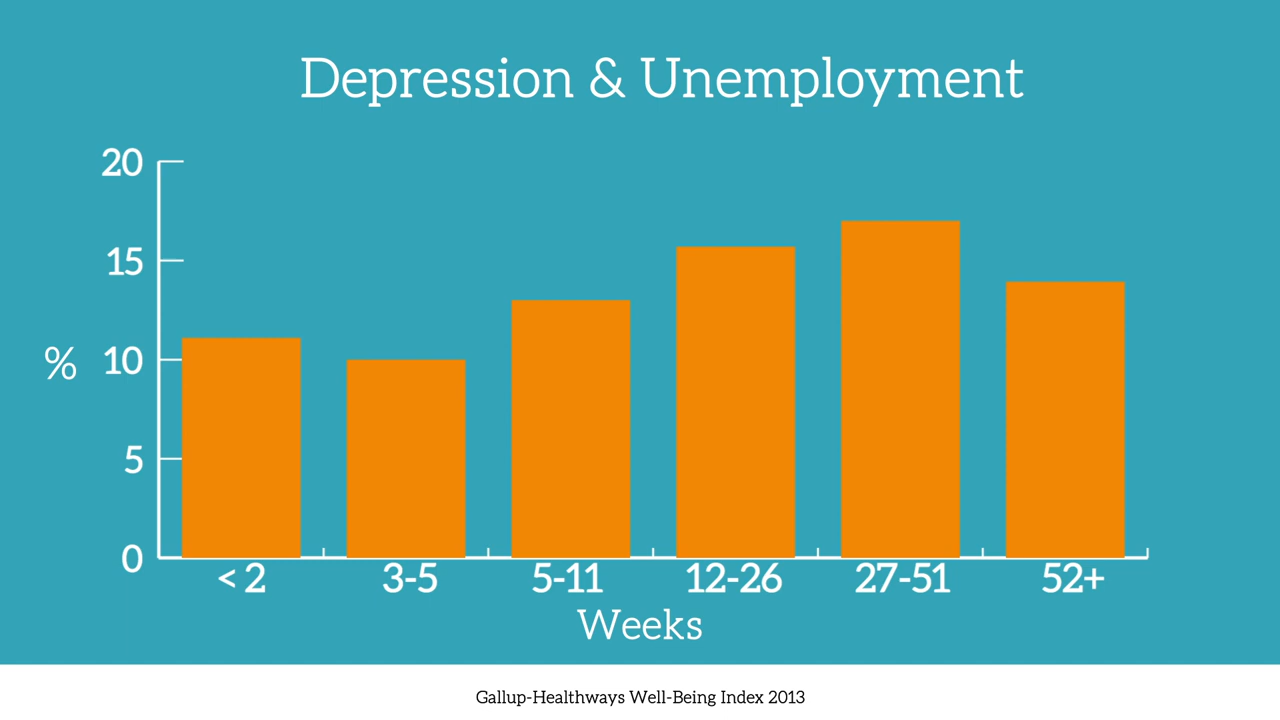 Depression & Unemployment
20
15
% 10
5
0
< 2 3-5 5-11 12-26 27-51 52+
Weeks
Gallup-Healthways Well-Being Index 2013